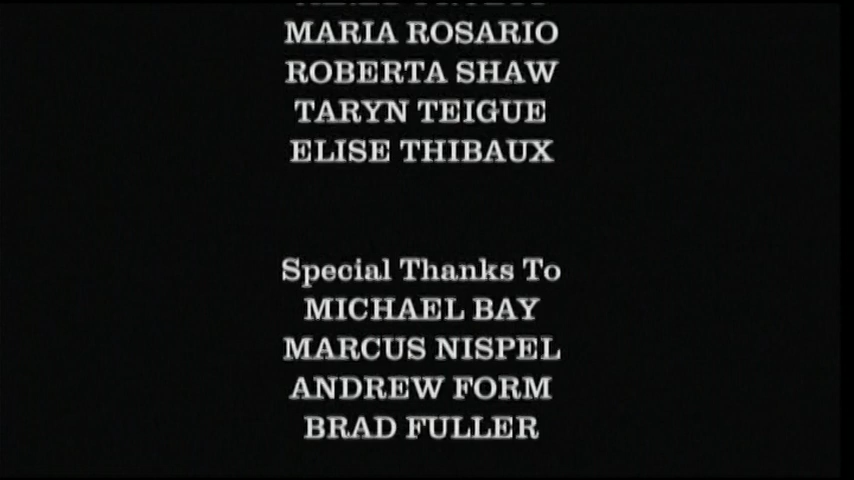 MARIA ROSARIO
ROBERTA SHAW
TARYN TEIGUE
ELISE THIBAUX
Special Thanks To
MICHAEL BAY
MARCUS NISPEL
ANDREW FORM
BRAD FULLER